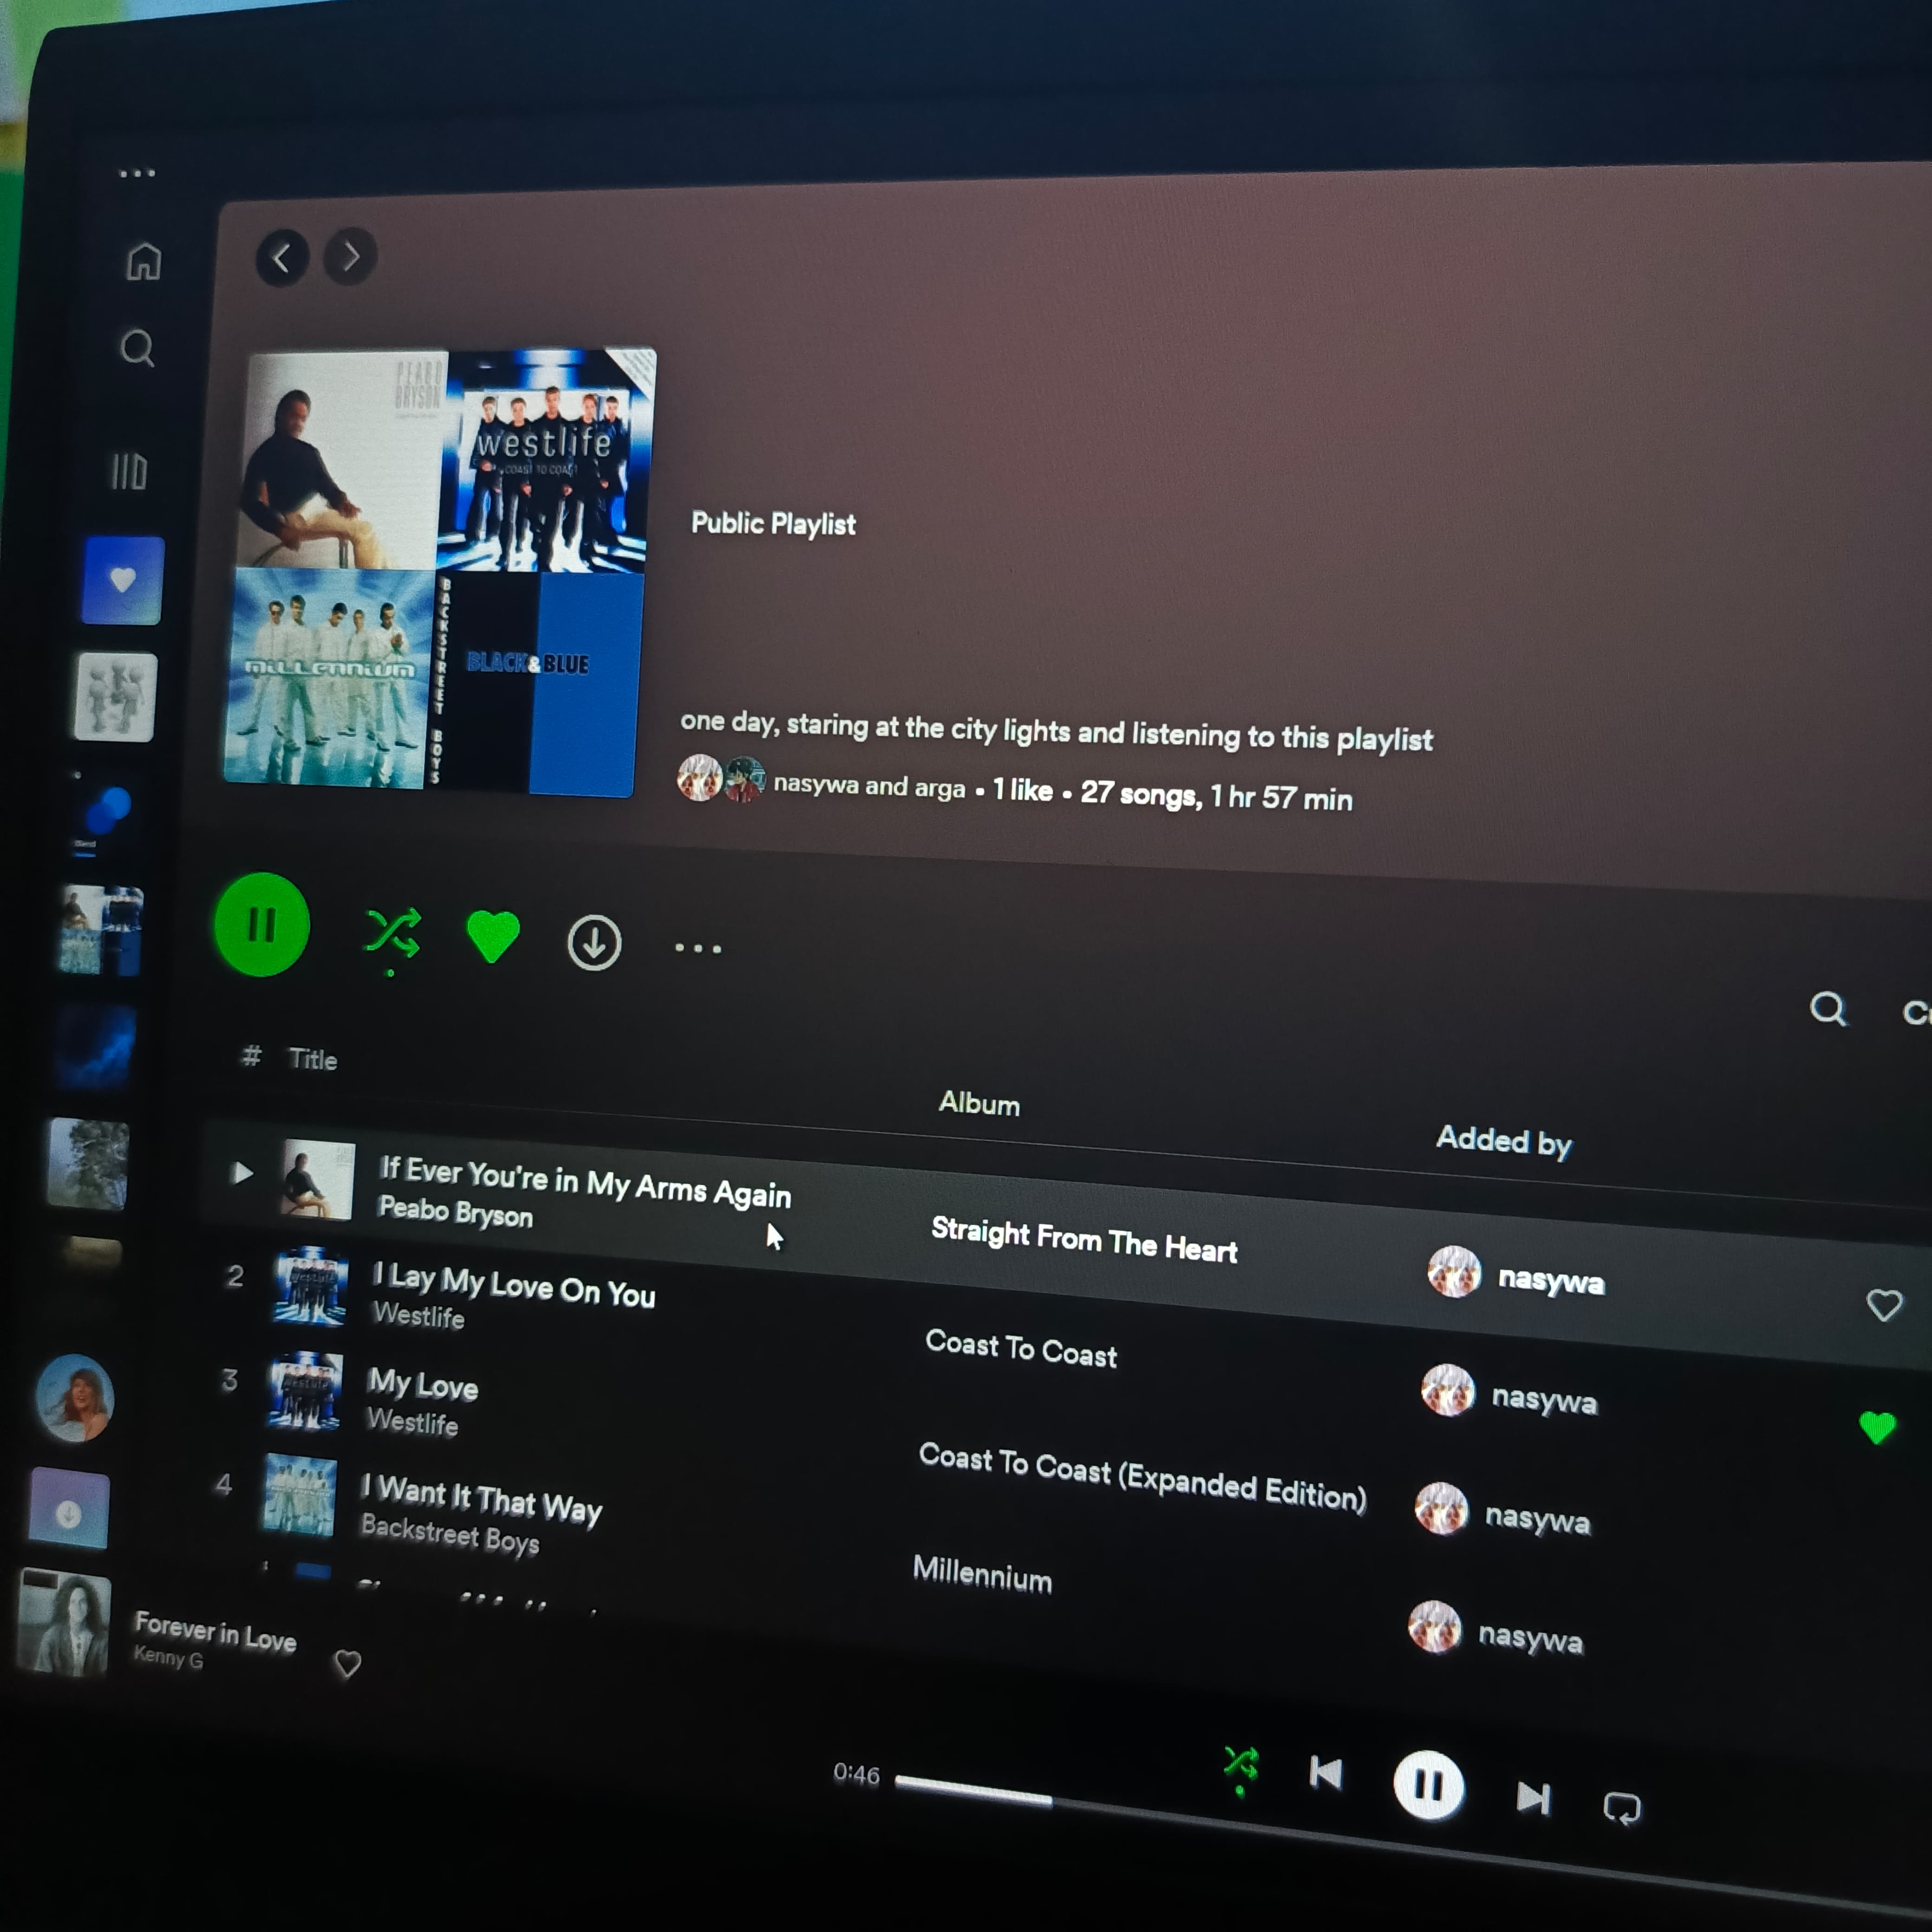 PEABO
BRYSON
westlife
COAST TO COAST
MILLENNIUM
BACKSTREET BOYS
BLACK&BLUE
Public Playlist
one day, staring at the city lights and listening to this playlist
nasywa and arga • 1 like • 27 songs, 1 hr 57 min
# Title
Album
Added by
If Ever You're in My Arms Again
Peabo Bryson
Straight From The Heart
nasywa
2
I Lay My Love On You
Westlife
Coast To Coast
nasywa
3
My Love
Westlife
Coast To Coast (Expanded Edition)
nasywa
4
I Want It That Way
Backstreet Boys
Millennium
nasywa
Forever in Love
Kenny G
0:46